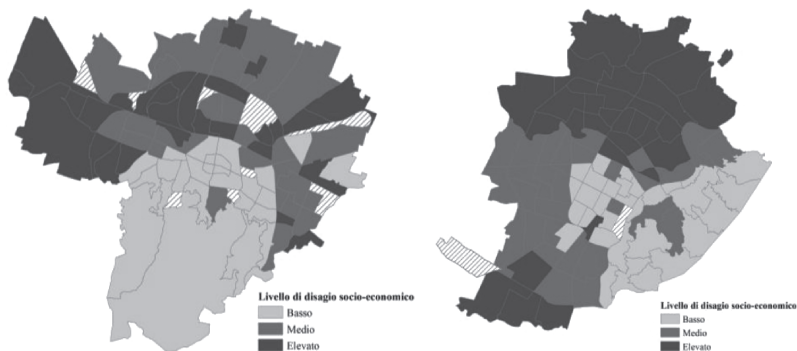 Livello di disagio socio-economico
Basso
Medio
Elevato
Livello di disagio socio-economico
Basso
Medio
Elevato